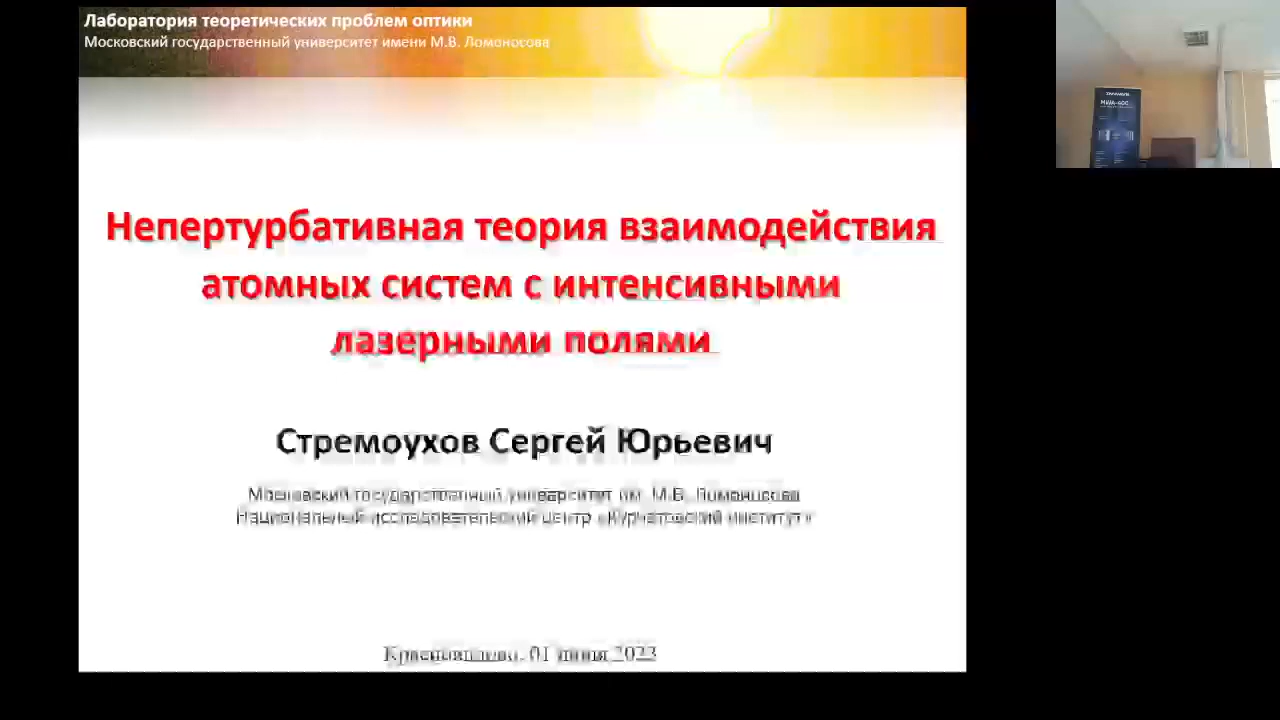 Лаборатория теоретических проблем оптики
Московский государственный университет имени М.В. Ломоносова
Непертурбативная теория взаимодействия
атомных систем с интенсивными
лазерными полями
Стремоухов Сергей Юрьевич
Московский государственный университет им. М.В. Ломоносова
Национальный исследовательский центр «Курчатовский институт»
01 июня 2023